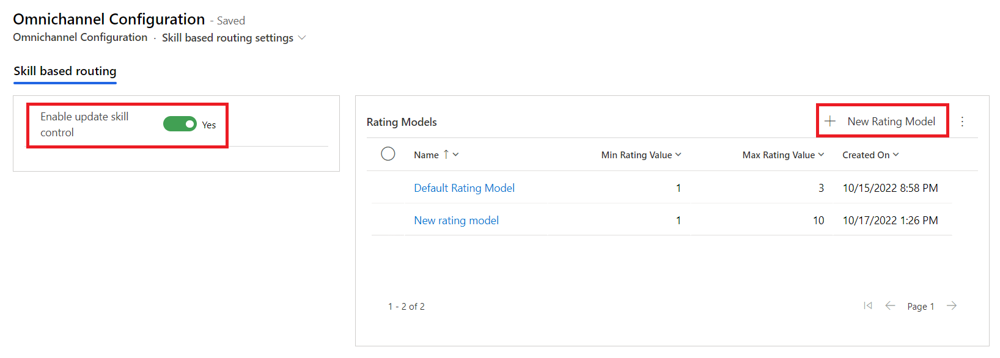 Omnichannel Configuration - Saved
Omnichannel Configuration · Skill based routing settings
Skill based routing
Enable update skill
control
Yes
Rating Models
New Rating Model
Name Min Rating Value Max Rating Value Created On
Default Rating Model 1 3 10/15/2022 8:58 PM
New rating model 1 10 10/17/2022 1:26 PM
1 - 2 of 2
Page 1